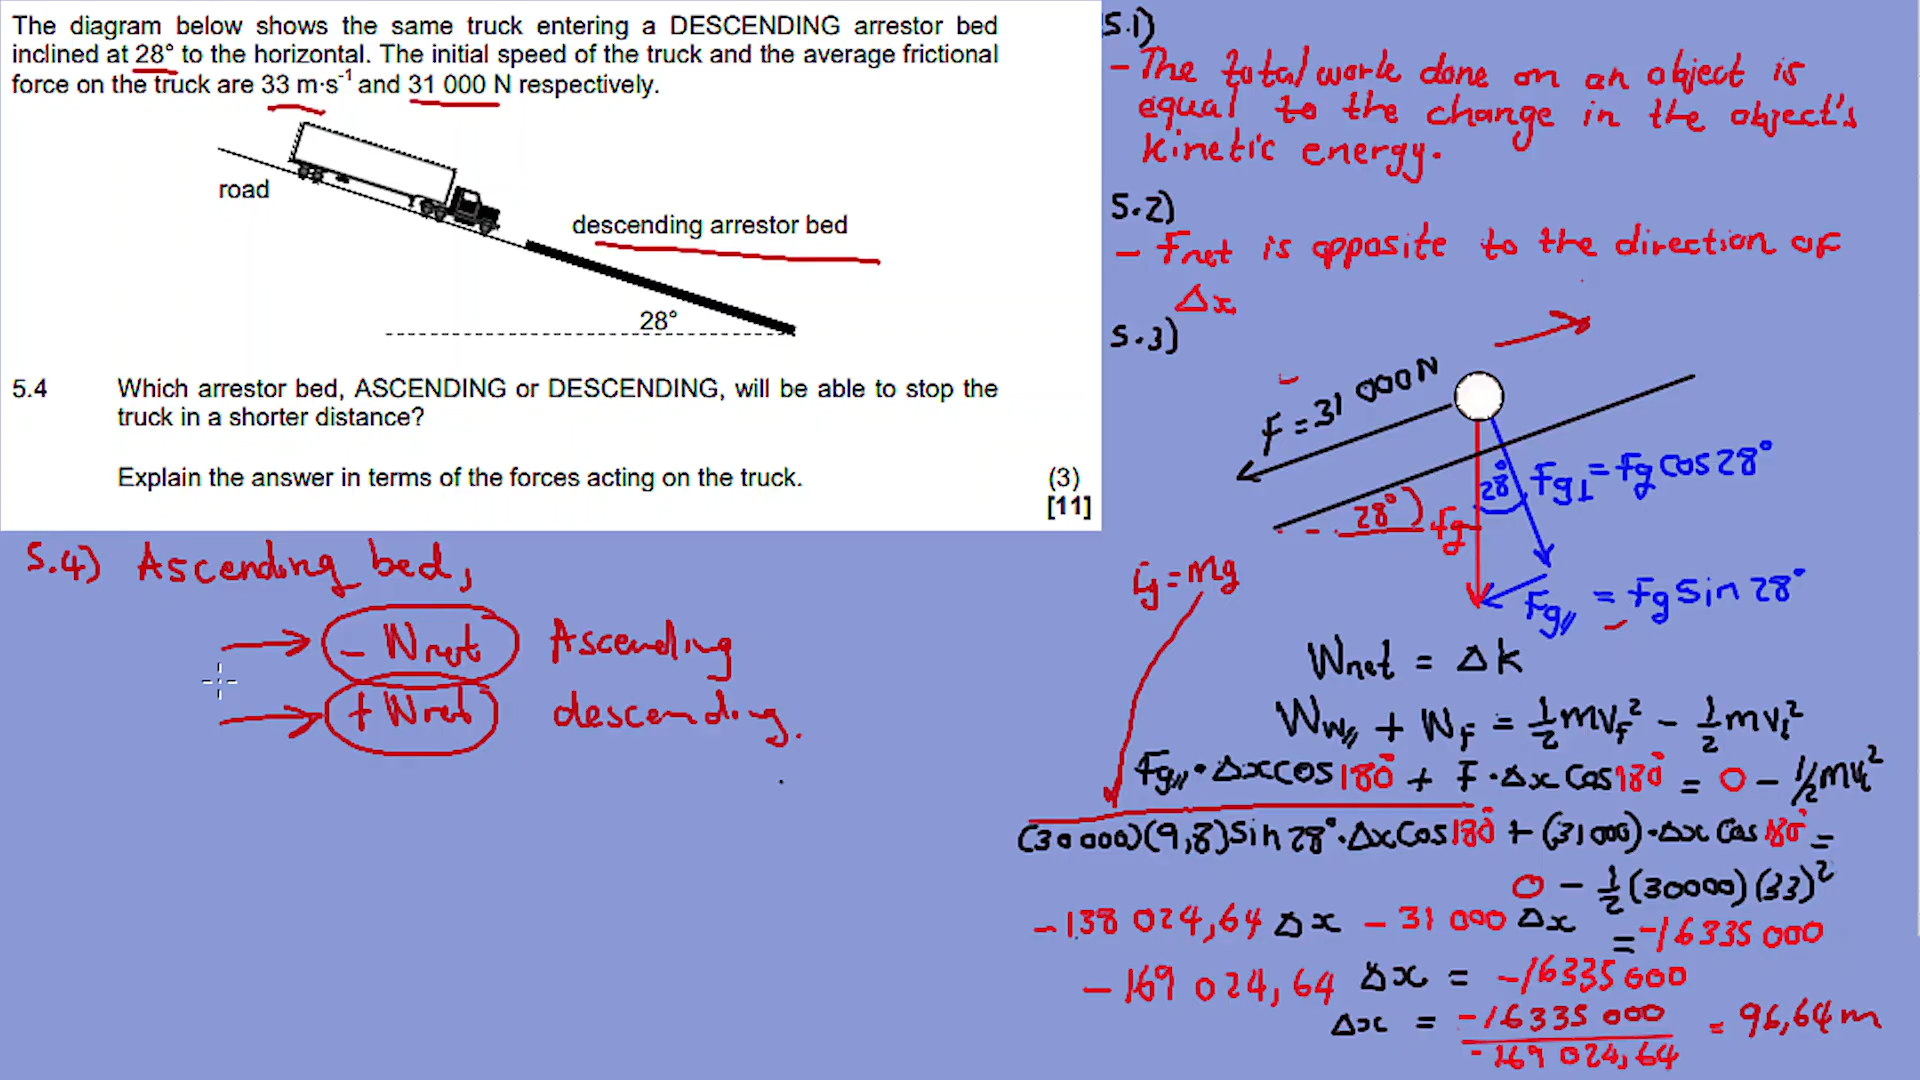 The diagram below shows the same truck entering a DESCENDING arrestor bed
inclined at 28° to the horizontal. The initial speed of the truck and the average frictional
force on the truck are 33 m·s⁻¹ and 31 000 N respectively.
road
descending arrestor bed
28°
5.4 Which arrestor bed, ASCENDING or DESCENDING, will be able to stop the
truck in a shorter distance?
Explain the answer in terms of the forces acting on the truck. (3)
[11]
5.4) Ascending bed,
- Wnet Ascending
+ Wnet descending.
5.1)
- The total work done on an object is
equal to the change in the object's
kinetic energy.
5.2)
- Fnet is opposite to the direction of
Δx
5.3)
F = 31 000 N
28° Fg⊥ = Fg cos 28°
28° Fg
Fg = mg
Fg// = Fg sin 28°
Wnet = Δk
Ww// + WF = ½mvf² - ½mvi²
Fg// · Δx cos 180° + F · Δx cos 180° = 0 - ½mvi²
(30 000)(9,8) sin 28° · Δx cos 180° + (31 000) · Δx cos 180° =
0 - ½(30000)(33)²
-138 024,64 Δx - 31 000 Δx = -16335 000
-169 024,64 Δx = -16335 000
Δx = -16335 000 / -169 024,64 = 96,64 m